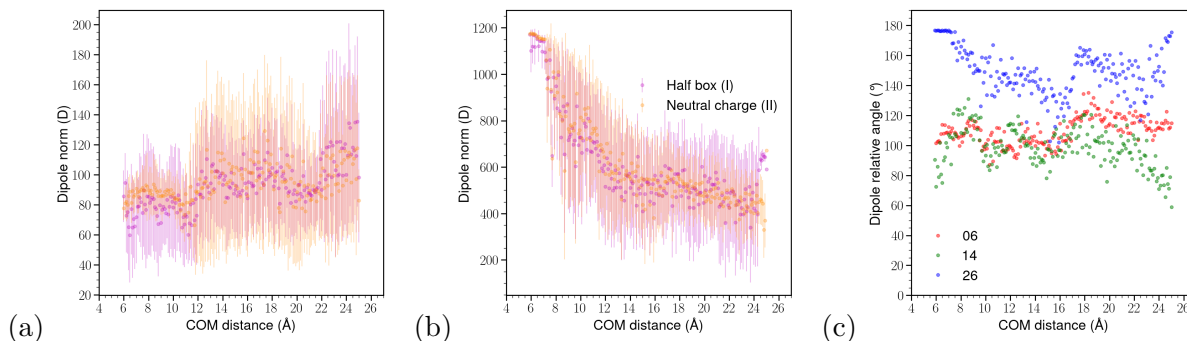 200
180
160
140
120
100
80
60
40
20
Dipole norm (D)
4 6 8 10 12 14 16 18 20 22 24 26
COM distance (Å)
(a)
1200
1000
800
600
400
200
Dipole norm (D)
Half box (I)
Neutral charge (II)
4 6 8 10 12 14 16 18 20 22 24 26
COM distance (Å)
(b)
180
160
140
120
100
80
60
40
20
0
Dipole relative angle (°)
06
14
26
4 6 8 10 12 14 16 18 20 22 24 26
COM distance (Å)
(c)